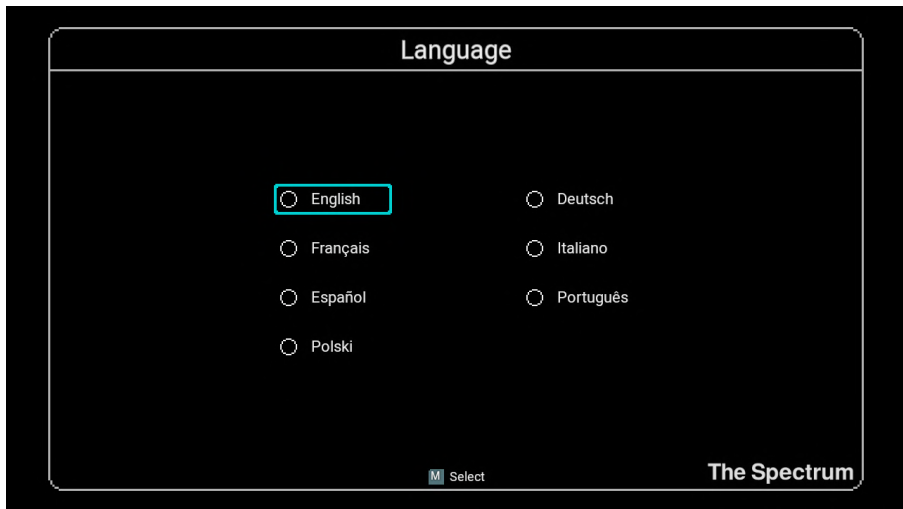 Language
English
Deutsch
Français
Italiano
Español
Português
Polski
M Select
The Spectrum